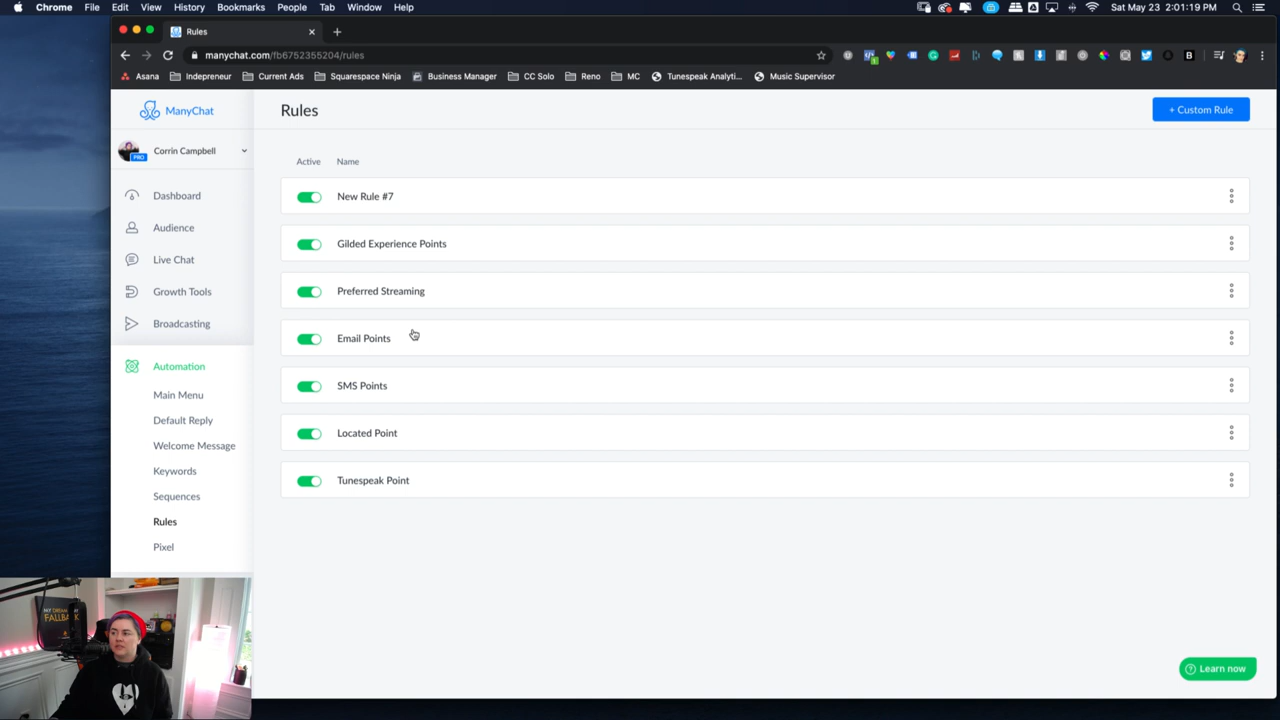 Chrome File Edit View History Bookmarks People Tab Window Help
Sat May 23 2:01:19 PM
Rules
manychat.com/fb6752355204/rules
Asana Indepreneur Current Ads Squarespace Ninja Business Manager CC Solo Reno MC Tunespeak Analyti... Music Supervisor
ManyChat
Rules
+ Custom Rule
Corrin Campbell
PRO
Active Name
Dashboard
Audience
Live Chat
Growth Tools
Broadcasting
Automation
Main Menu
Default Reply
Welcome Message
Keywords
Sequences
Rules
Pixel
New Rule #7
Gilded Experience Points
Preferred Streaming
Email Points
SMS Points
Located Point
Tunespeak Point
FALLBACK
Learn now